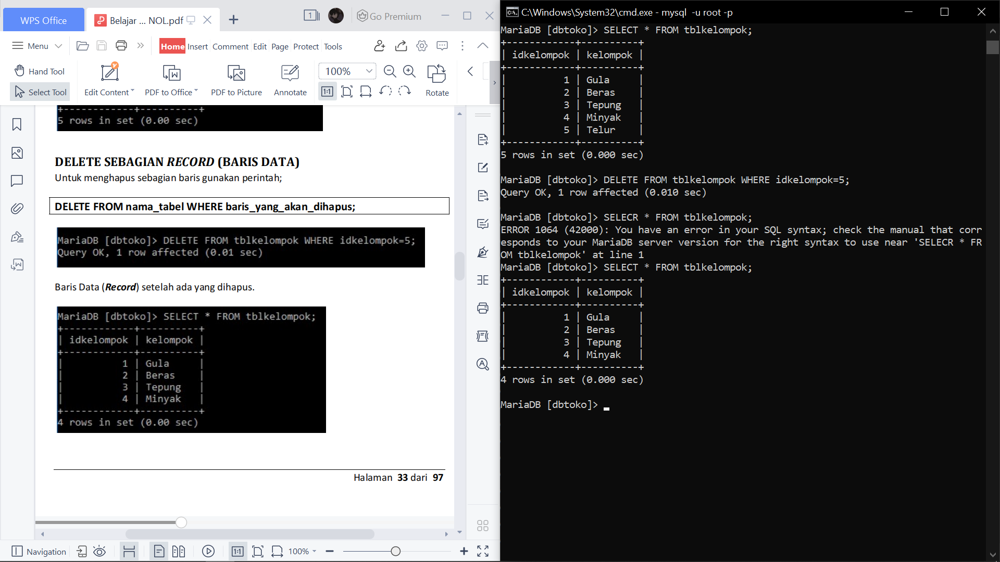 WPS Office
Belajar ... NOL.pdf
1
Go Premium
Menu
Home Insert Comment Edit Page Protect Tools
Hand Tool
Select Tool
Edit Content
PDF to Office
PDF to Picture
Annotate
100%
1:1
Rotate
+------------+----------+
5 rows in set (0.00 sec)
DELETE SEBAGIAN RECORD (BARIS DATA)
Untuk menghapus sebagian baris gunakan perintah;
DELETE FROM nama_tabel WHERE baris_yang_akan_dihapus;
MariaDB [dbtoko]> DELETE FROM tblkelompok WHERE idkelompok=5;
Query OK, 1 row affected (0.01 sec)
Baris Data (Record) setelah ada yang dihapus.
MariaDB [dbtoko]> SELECT * FROM tblkelompok;
+------------+----------+
| idkelompok | kelompok |
+------------+----------+
|          1 | Gula     |
|          2 | Beras    |
|          3 | Tepung   |
|          4 | Minyak   |
+------------+----------+
4 rows in set (0.00 sec)
Halaman 33 dari 97
Navigation
1:1
100%
C:\Windows\System32\cmd.exe - mysql -u root -p
MariaDB [dbtoko]> SELECT * FROM tblkelompok;
+------------+----------+
| idkelompok | kelompok |
+------------+----------+
|          1 | Gula     |
|          2 | Beras    |
|          3 | Tepung   |
|          4 | Minyak   |
|          5 | Telur    |
+------------+----------+
5 rows in set (0.000 sec)
MariaDB [dbtoko]> DELETE FROM tblkelompok WHERE idkelompok=5;
Query OK, 1 row affected (0.010 sec)
MariaDB [dbtoko]> SELECR * FROM tblkelompok;
ERROR 1064 (42000): You have an error in your SQL syntax; check the manual that corr
esponds to your MariaDB server version for the right syntax to use near 'SELECR * FR
OM tblkelompok' at line 1
MariaDB [dbtoko]> SELECT * FROM tblkelompok;
+------------+----------+
| idkelompok | kelompok |
+------------+----------+
|          1 | Gula     |
|          2 | Beras    |
|          3 | Tepung   |
|          4 | Minyak   |
+------------+----------+
4 rows in set (0.000 sec)
MariaDB [dbtoko]>